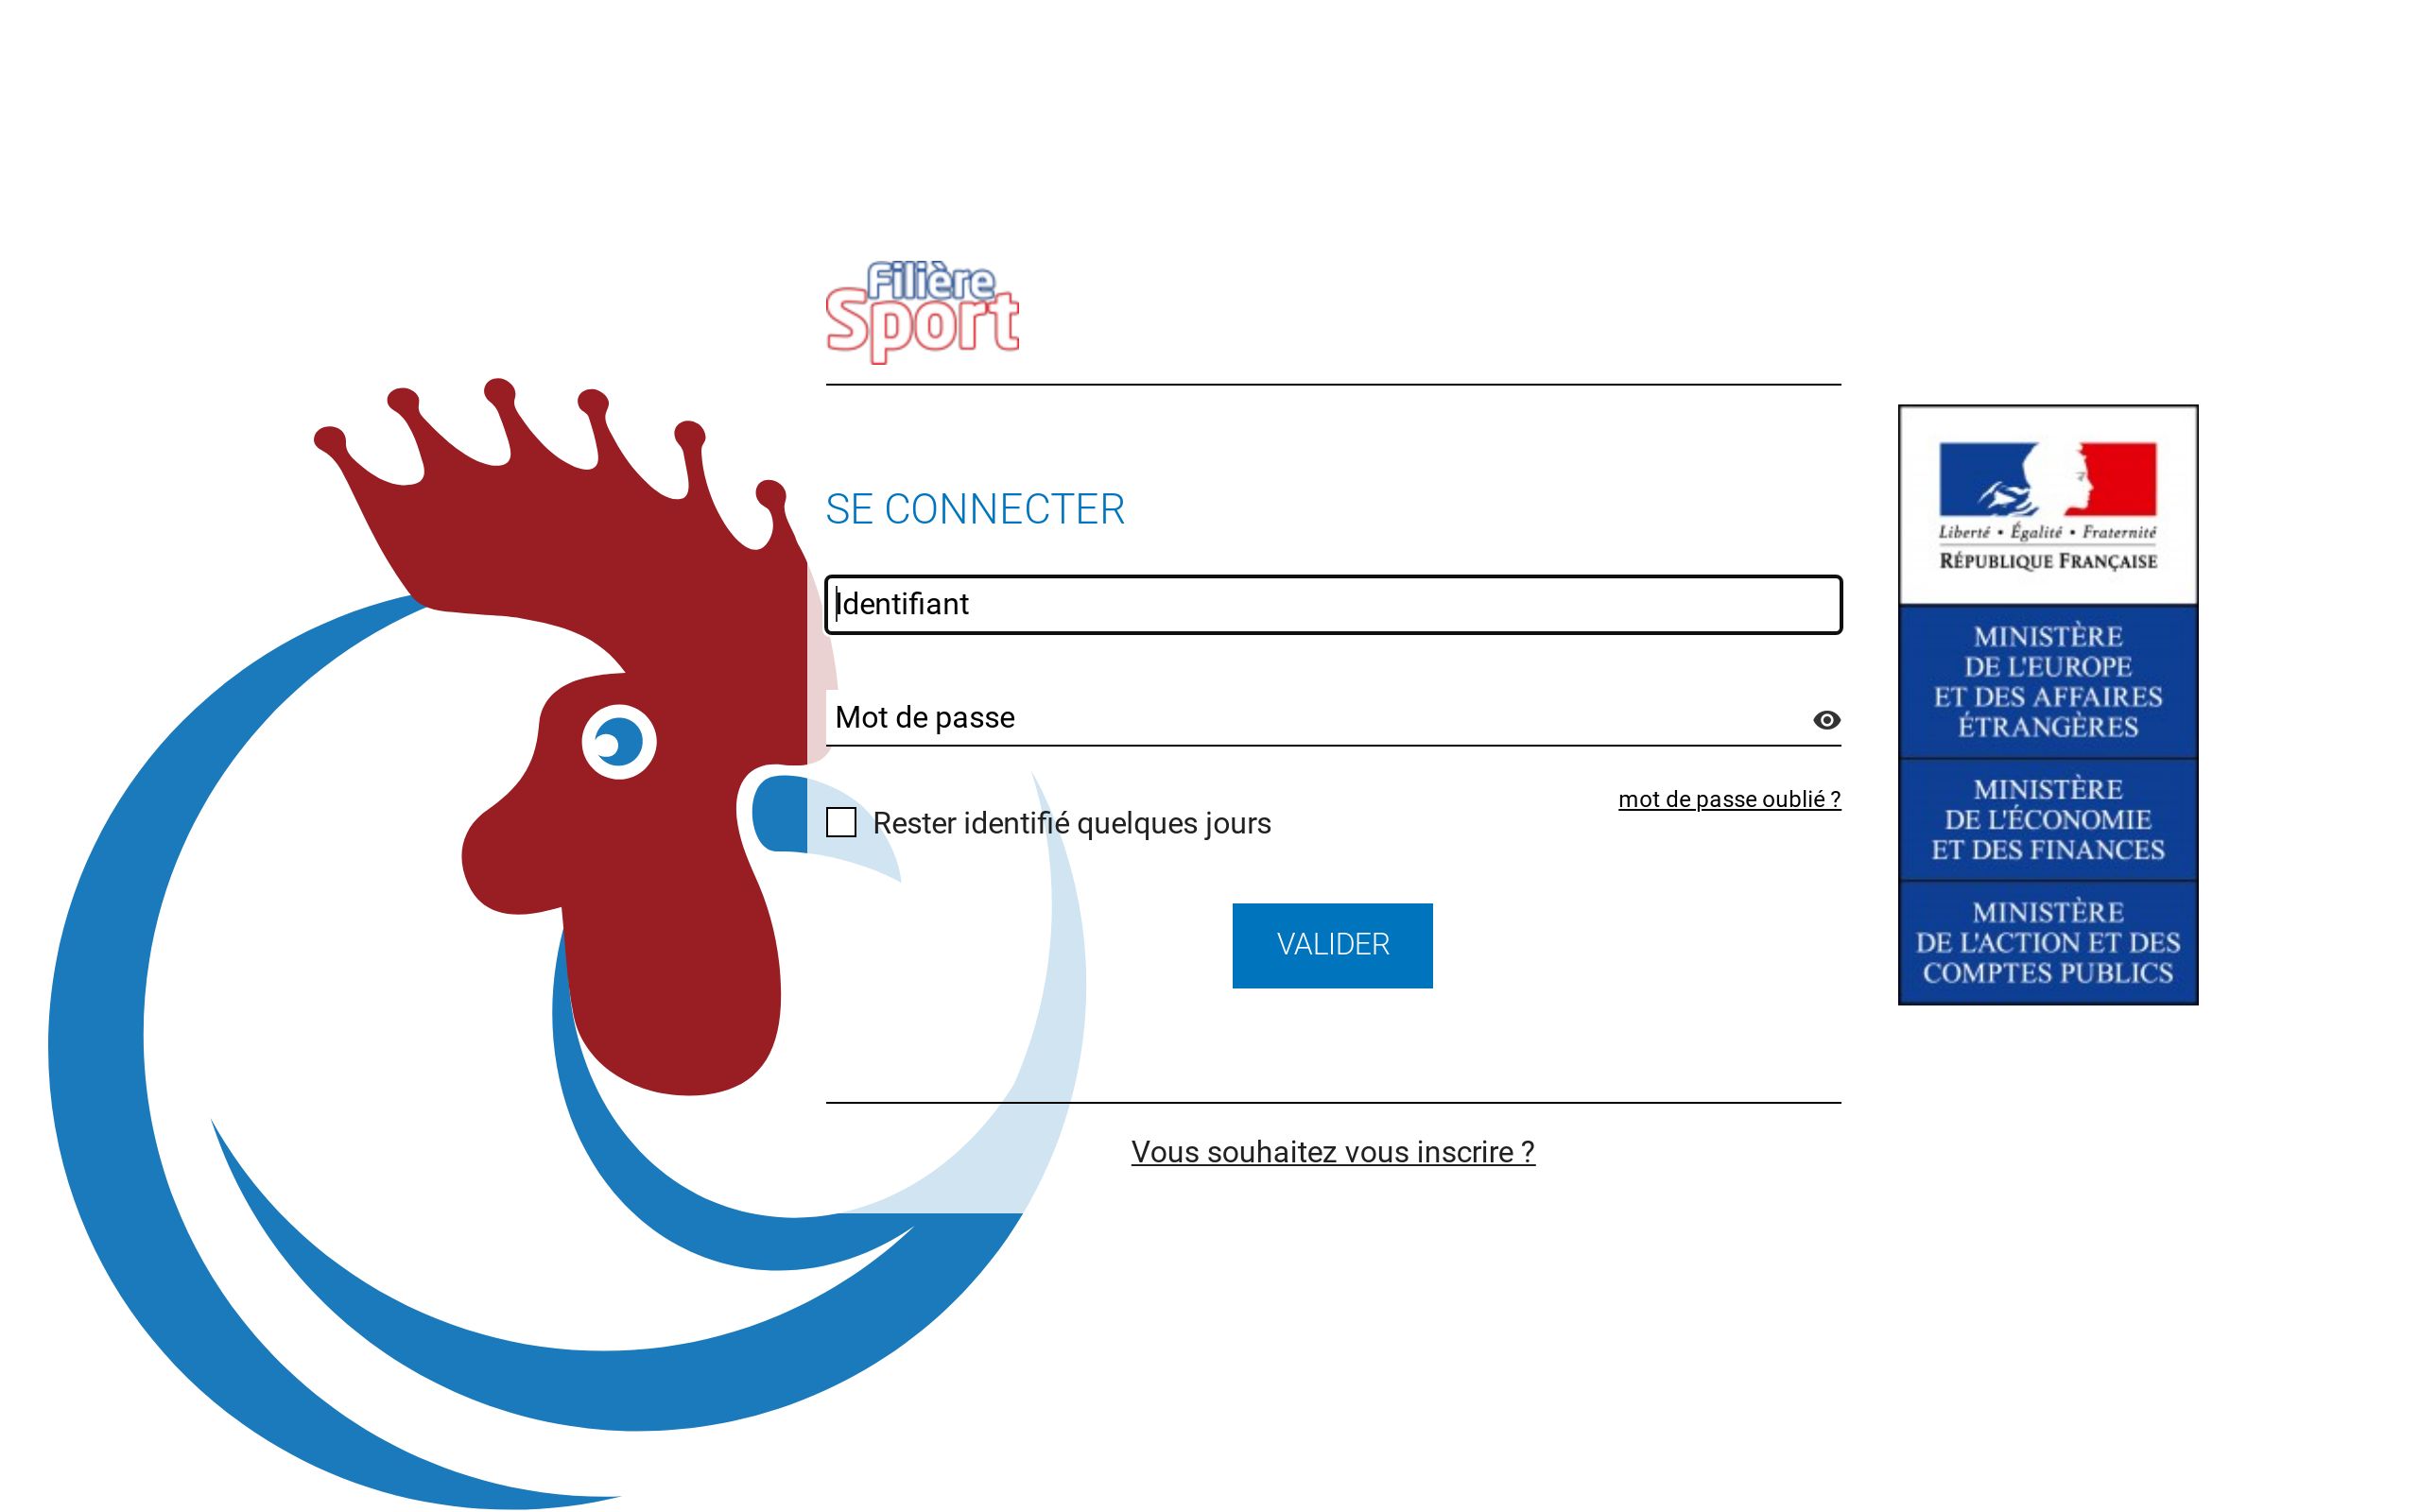 Filière
Sport
SE CONNECTER
Identifiant
Mot de passe
mot de passe oublié ?
Rester identifié quelques jours
VALIDER
Vous souhaitez vous inscrire ?
Liberté • Égalité • Fraternité
RÉPUBLIQUE FRANÇAISE
MINISTÈRE
DE L'EUROPE
ET DES AFFAIRES
ÉTRANGÈRES
MINISTÈRE
DE L'ÉCONOMIE
ET DES FINANCES
MINISTÈRE
DE L'ACTION ET DES
COMPTES PUBLICS